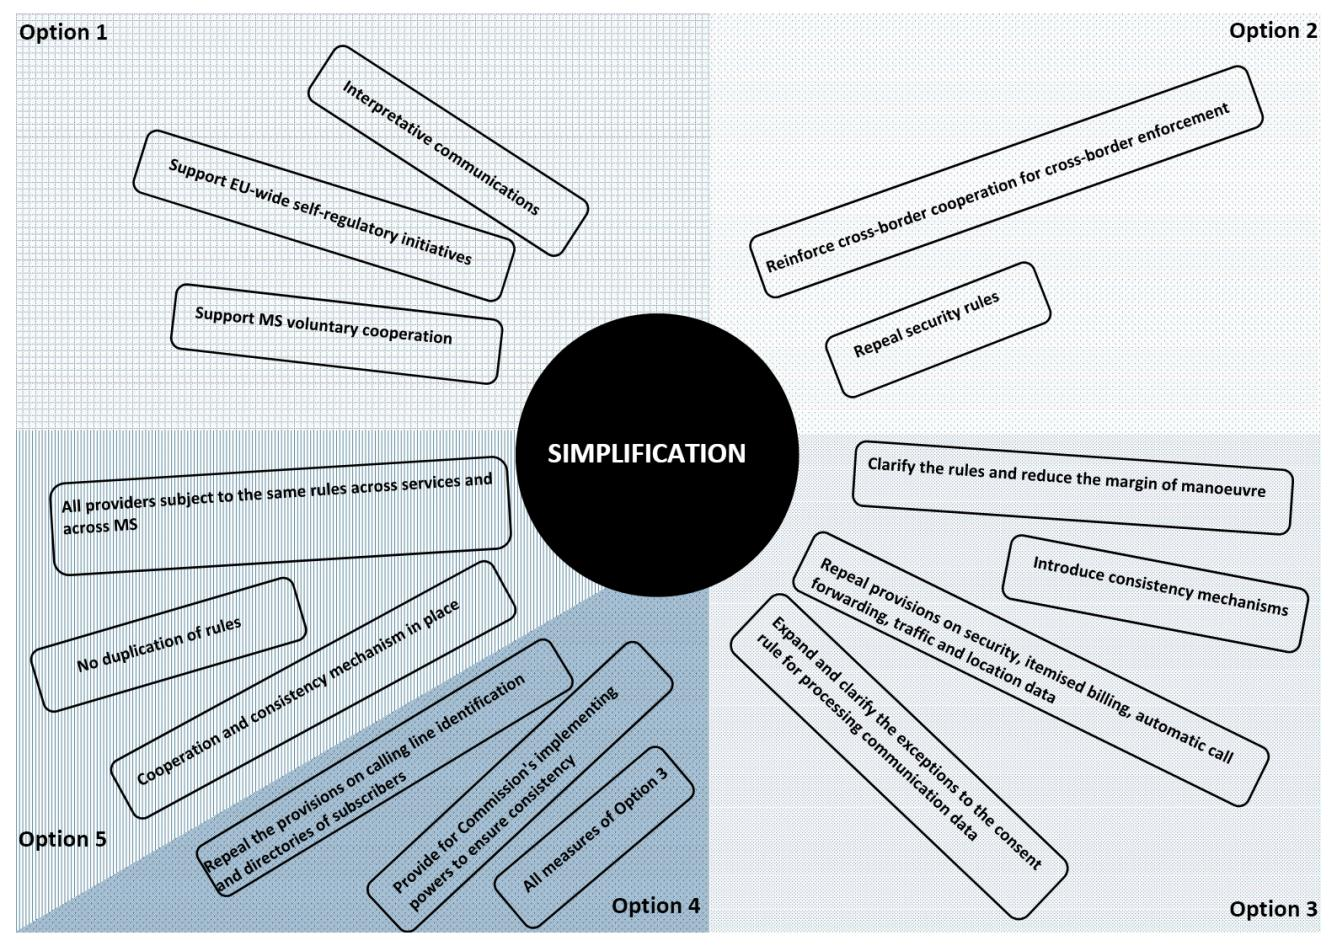 Option 1
Interpretative communications
Support EU-wide self-regulatory initiatives
Support MS voluntary cooperation
Option 2
Reinforce cross-border cooperation for cross-border enforcement
Repeal security rules
SIMPLIFICATION
Clarify the rules and reduce the margin of manoeuvre
Introduce consistency mechanisms
Repeal provisions on security, itemised billing, automatic call
forwarding, traffic and location data
Expand and clarify the exceptions to the consent
rule for processing communication data
Option 3
All providers subject to the same rules across services and
across MS
No duplication of rules
Cooperation and consistency mechanism in place
Option 5
Repeal the provisions on calling line identification
and directories of subscribers
Provide for Commission's implementing
powers to ensure consistency
All measures of Option 3
Option 4